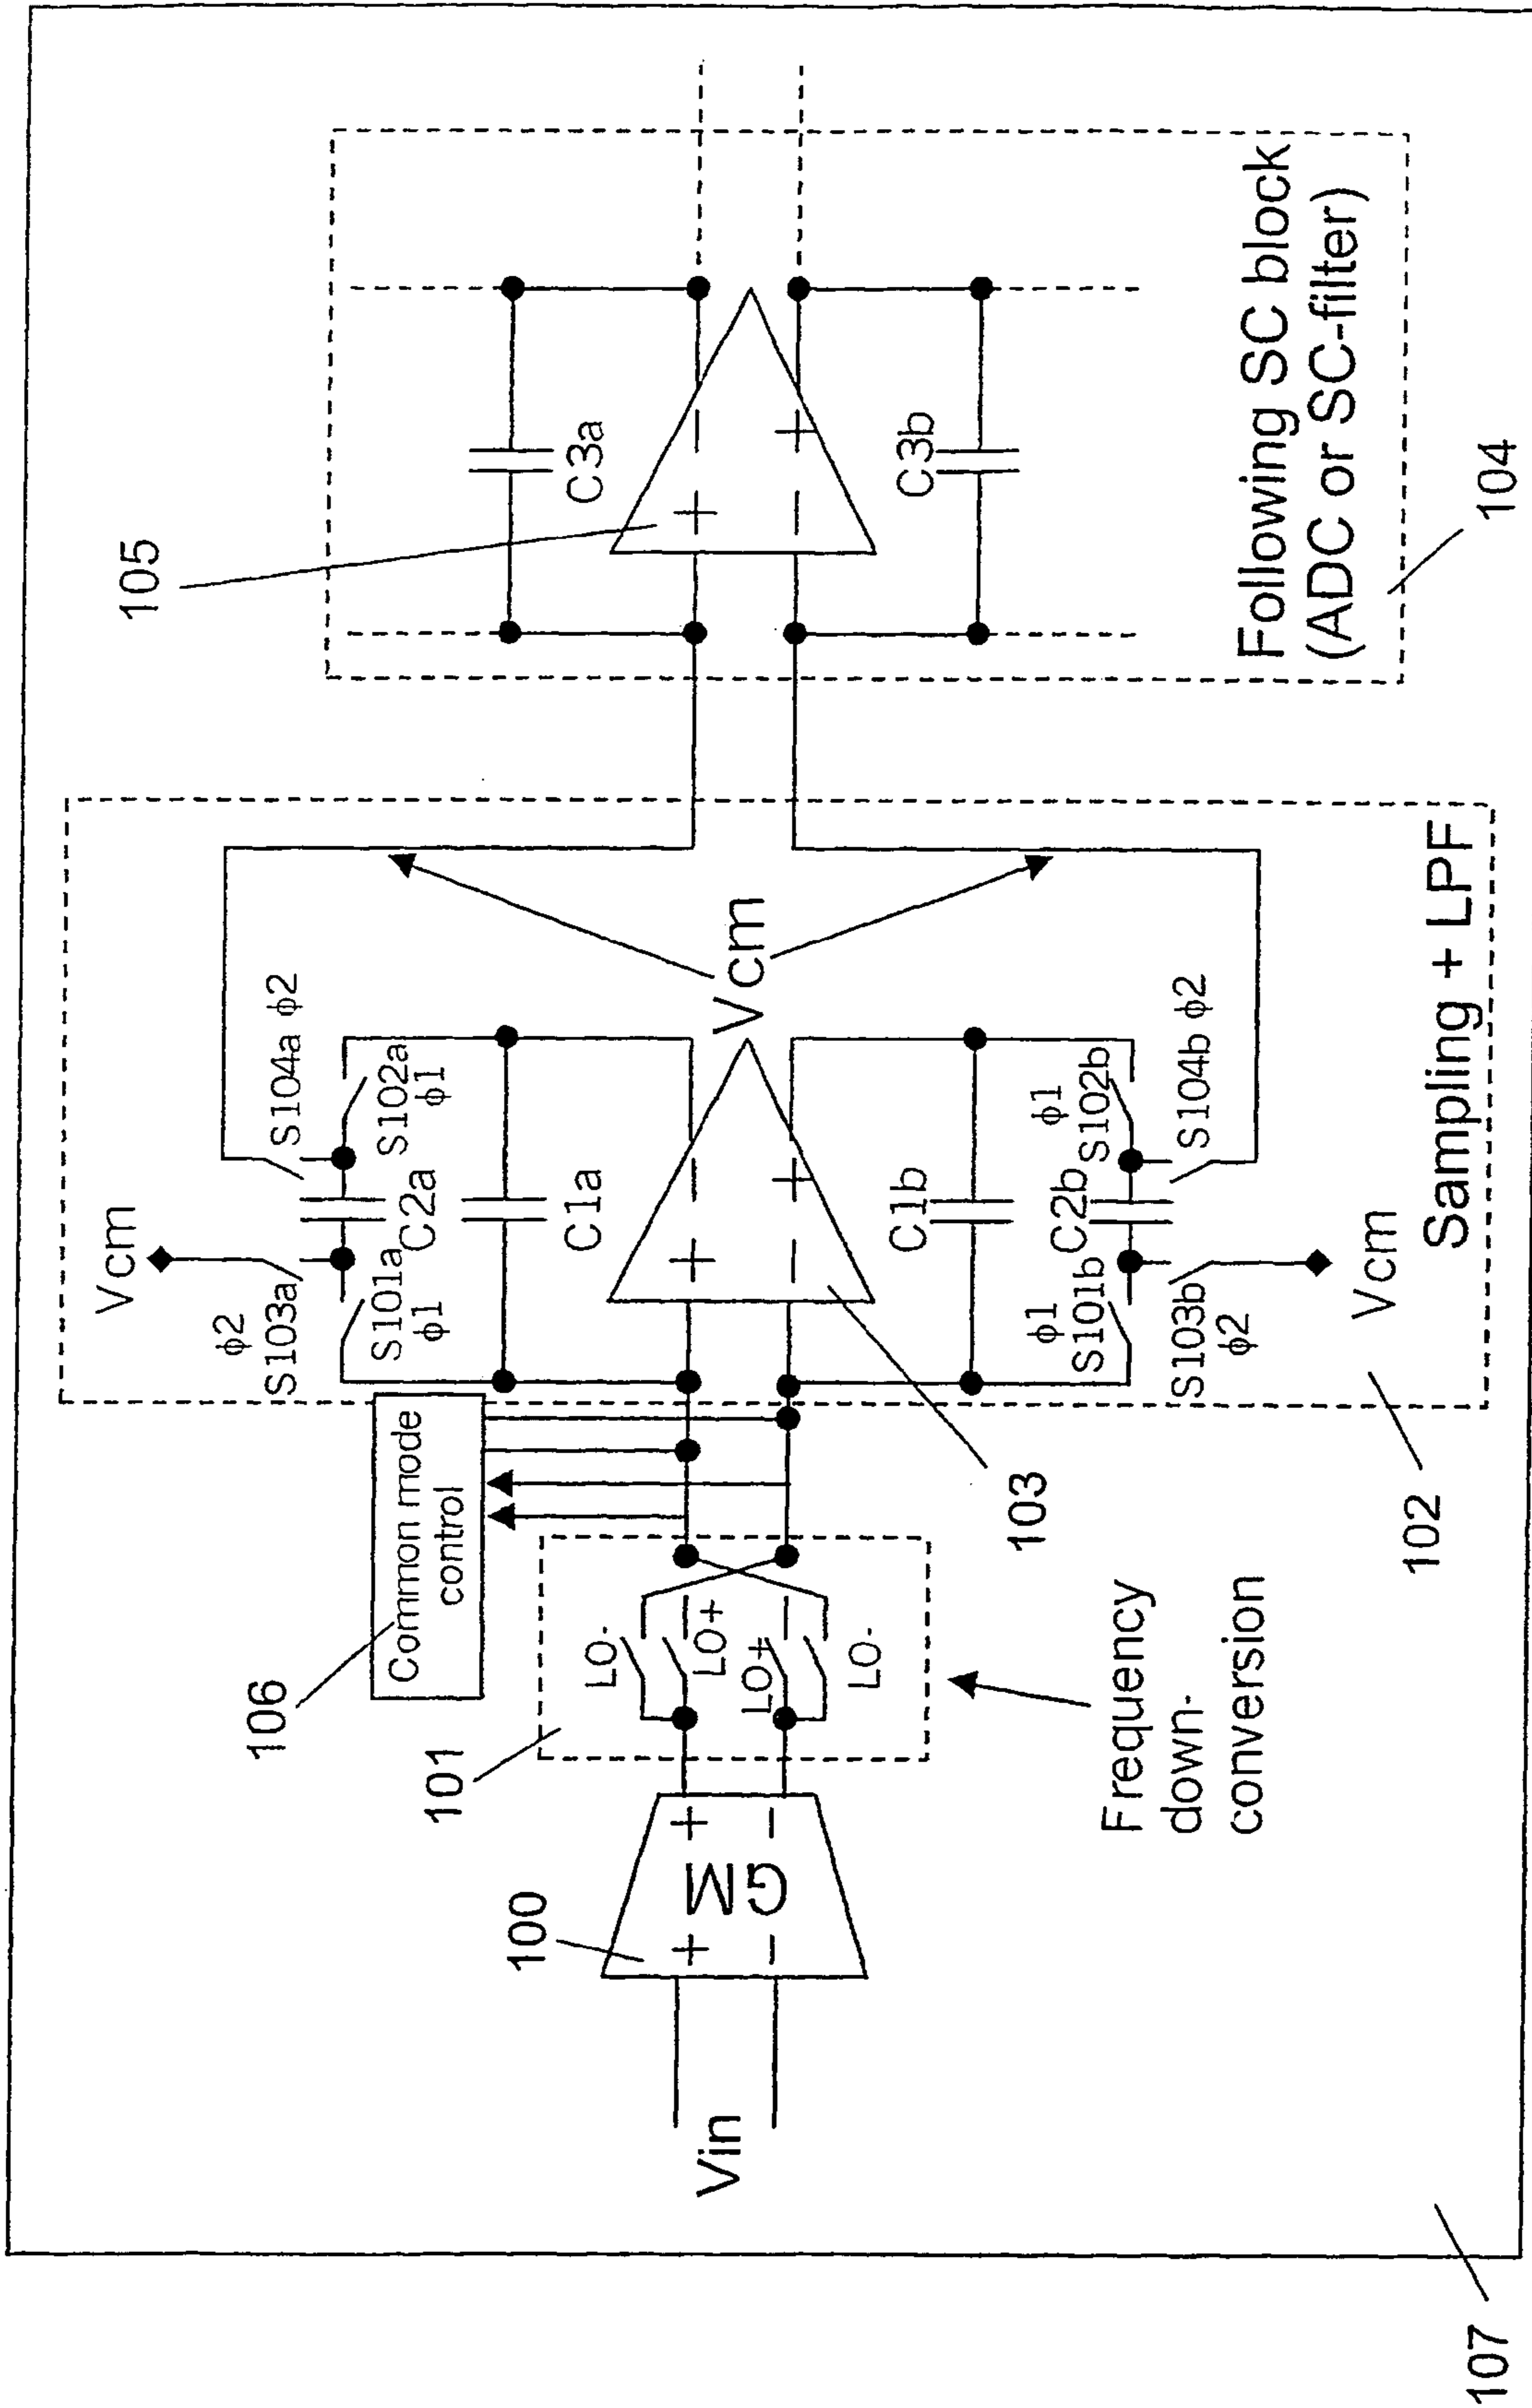 107
Vin
100
+ +
GM
- -
101
LO-
LO+
LO+
LO-
Frequency
down-
conversion
106
Common mode
control
102
103
Vcm
Vcm
Vcm
ϕ2
S103a
S101a
ϕ1
C2a
S104a ϕ2
S102a
ϕ1
C1a
+ -
- +
C1b
ϕ1
S101b
C2b
ϕ1
S102b
S103b
ϕ2
S104b ϕ2
Sampling + LPF
105
C3a
+ -
- +
C3b
Following SC block
(ADC or SC-filter)
104